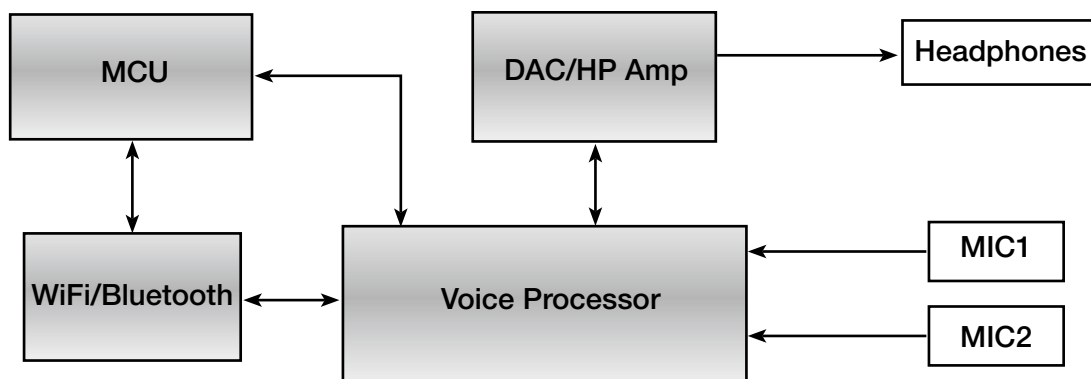 MCU
DAC/HP Amp
Headphones
WiFi/Bluetooth
Voice Processor
MIC1
MIC2